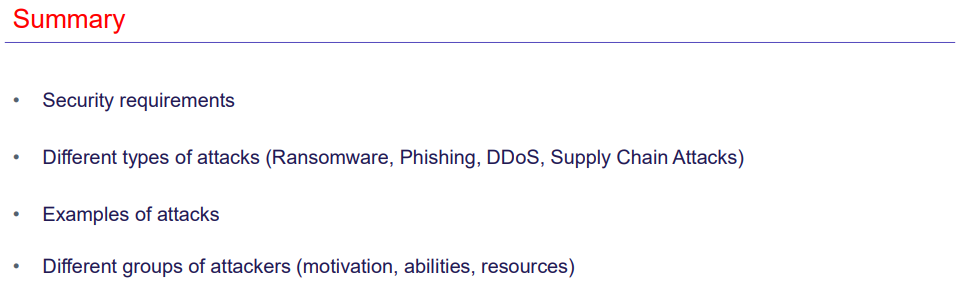 Summary
• Security requirements
• Different types of attacks (Ransomware, Phishing, DDoS, Supply Chain Attacks)
• Examples of attacks
• Different groups of attackers (motivation, abilities, resources)